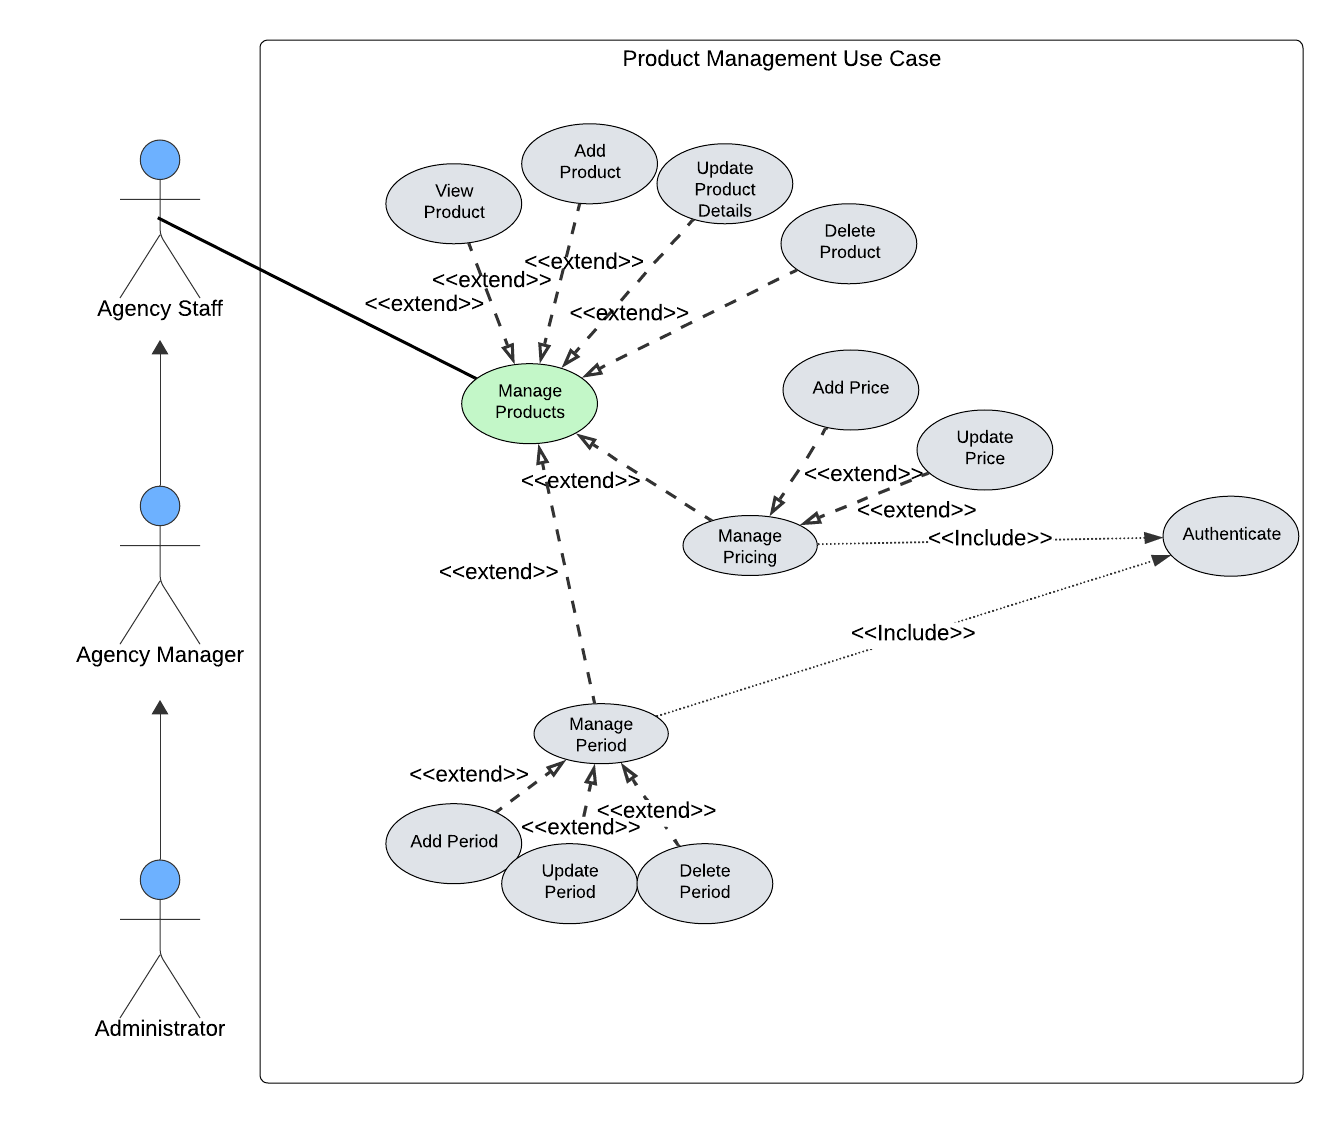 Product Management Use Case
Add
Product
Update
Product
Details
View
Product
Delete
Product
<<extend>>
<<extend>>
<<extend>>
<<extend>>
Agency Staff
Manage
Products
Add Price
Update
Price
<<extend>>
<<extend>>
<<extend>>
Manage
Pricing
<<Include>>
Authenticate
<<extend>>
<<Include>>
Agency Manager
Manage
Period
<<extend>>
<<extend>>
<<extend>>
Add Period
Update
Period
Delete
Period
Administrator